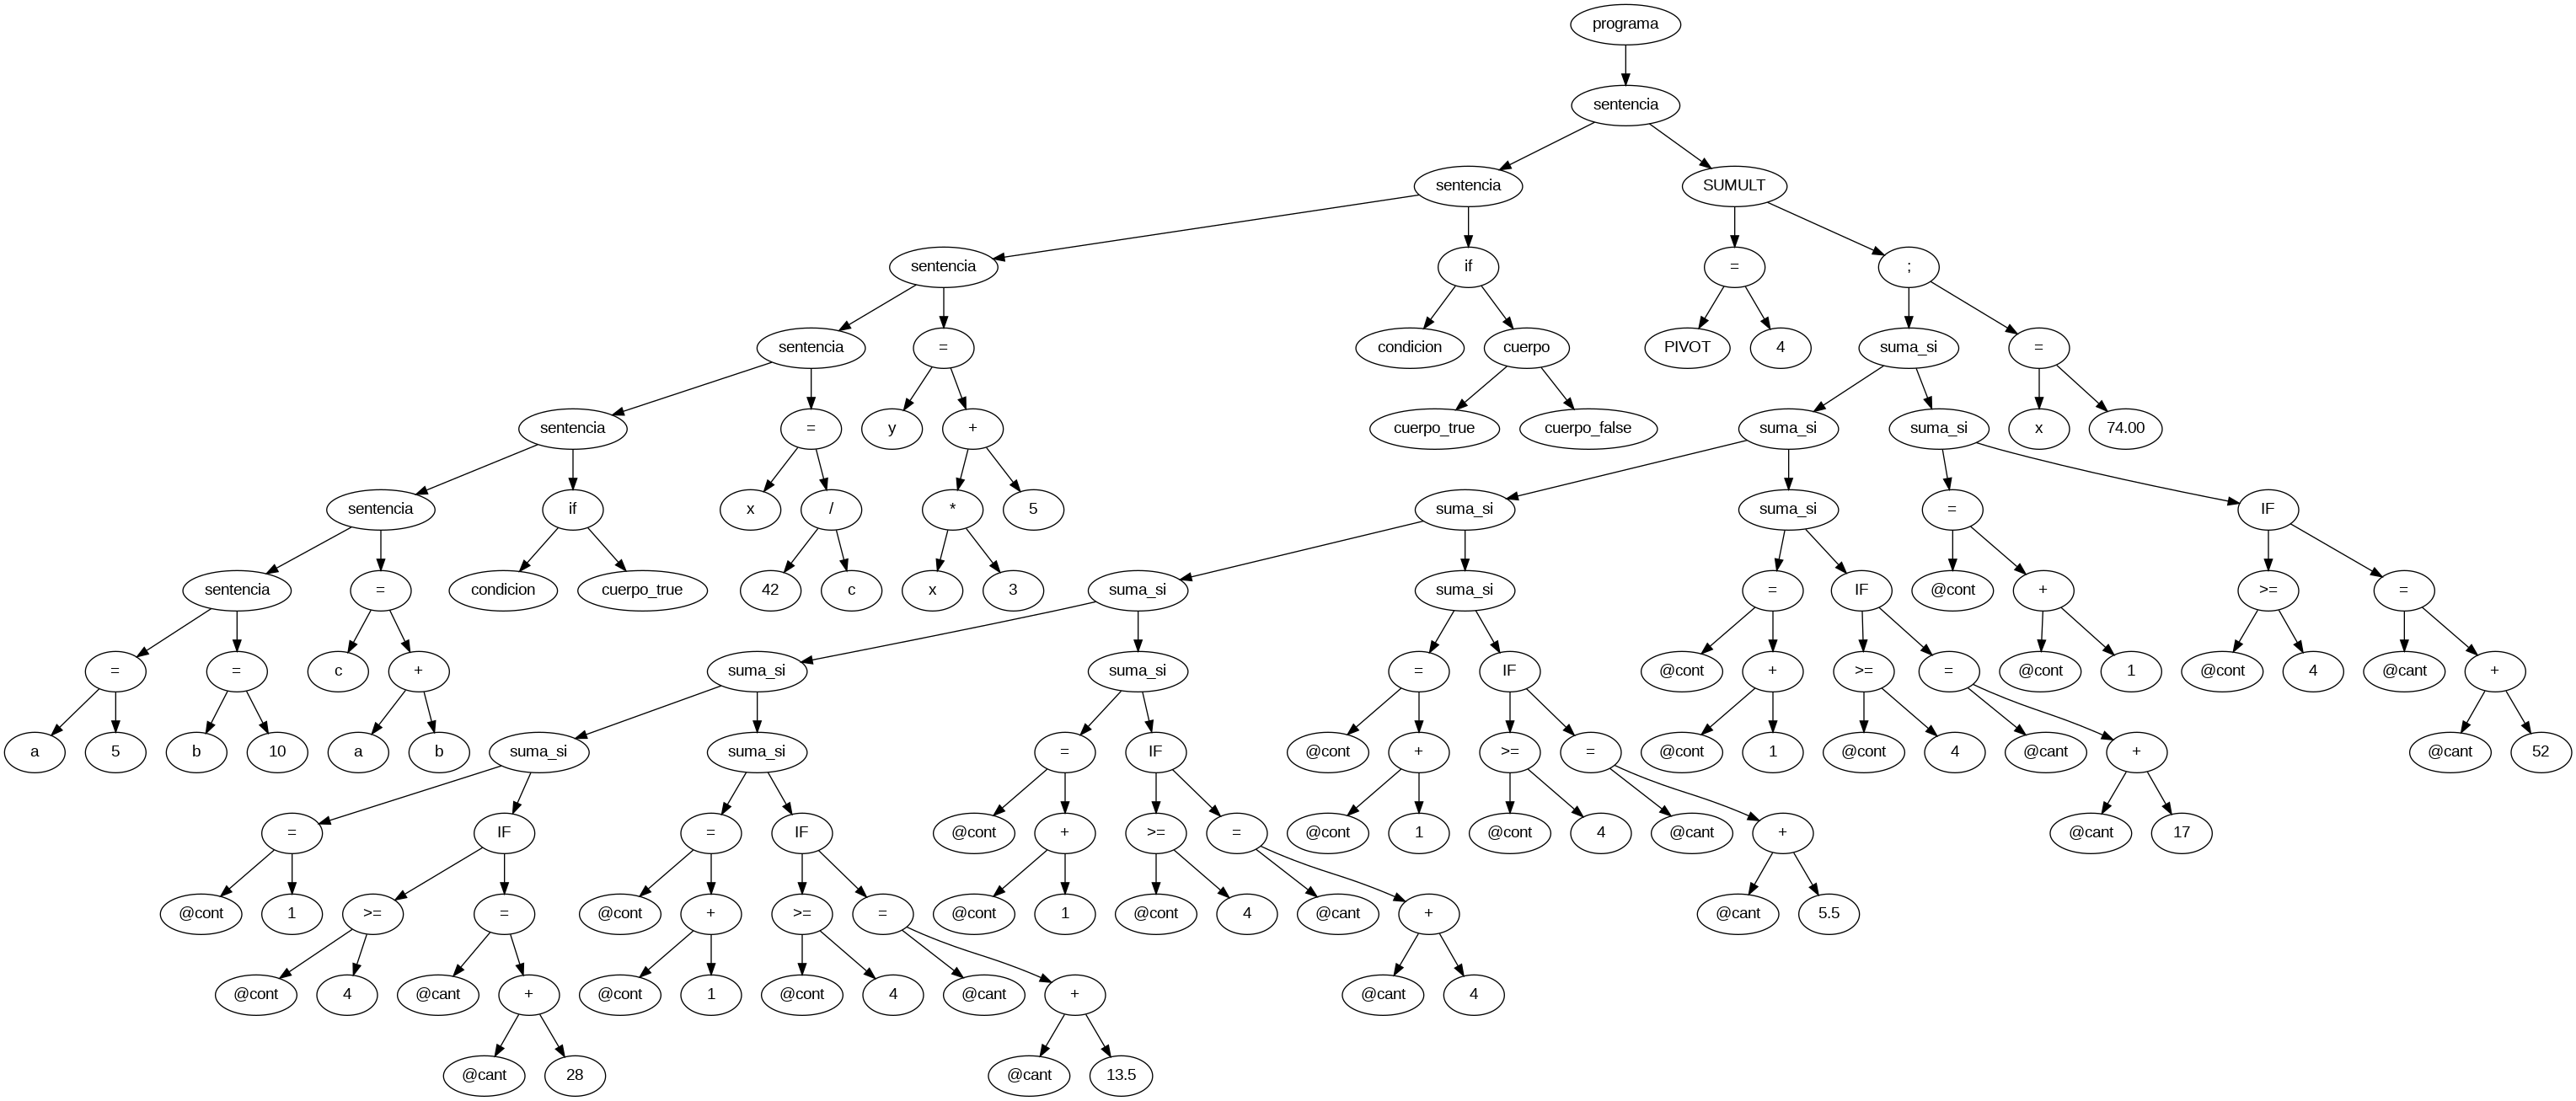 programa
sentencia
sentencia SUMULT
sentencia if = ;
sentencia = condicion cuerpo PIVOT 4 suma_si =
sentencia = y + cuerpo_true cuerpo_false suma_si suma_si x 74.00
sentencia if x / * 5 suma_si suma_si = IF
sentencia = condicion cuerpo_true 42 c x 3 suma_si suma_si = IF @cont + >= =
= = c + suma_si suma_si = IF @cont + >= = @cont 1 @cont 4 @cant +
a 5 b 10 a b suma_si suma_si = IF @cont + >= = @cont 1 @cont 4 @cant + @cant 52
= IF = IF @cont + >= = @cont 1 @cont 4 @cant + @cant 17
@cont 1 >= = @cont + >= = @cont 1 @cont 4 @cant + @cant 5.5
@cont 4 @cant + @cont 1 @cont 4 @cant + @cant 4
@cant 28 @cant 13.5